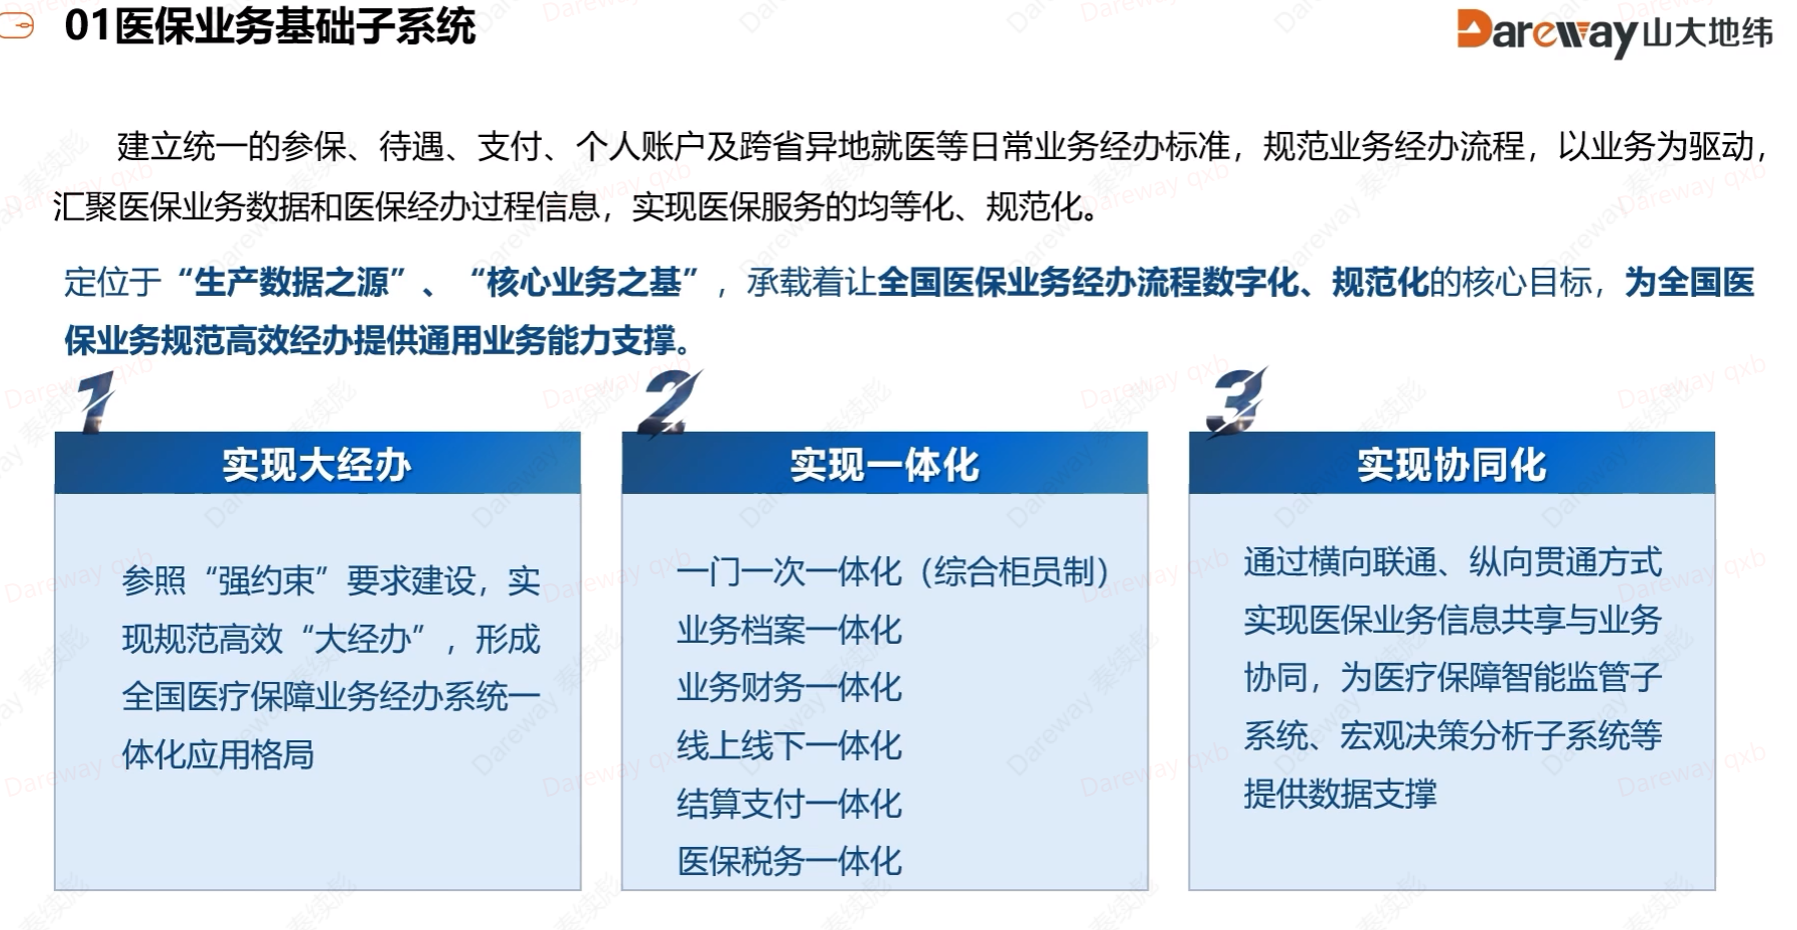 01医保业务基础子系统
Dareway山大地纬
建立统一的参保、待遇、支付、个人账户及跨省异地就医等日常业务经办标准，规范业务经办流程，以业务为驱动，
汇聚医保业务数据和医保经办过程信息，实现医保服务的均等化、规范化。
定位于“生产数据之源”、“核心业务之基”，承载着让全国医保业务经办流程数字化、规范化的核心目标，为全国医
保业务规范高效经办提供通用业务能力支撑。
1
实现大经办
参照“强约束”要求建设，实
现规范高效“大经办”，形成
全国医疗保障业务经办系统一
体化应用格局
2
实现一体化
一门一次一体化（综合柜员制）
业务档案一体化
业务财务一体化
线上线下一体化
结算支付一体化
医保税务一体化
3
实现协同化
通过横向联通、纵向贯通方式
实现医保业务信息共享与业务
协同，为医疗保障智能监管子
系统、宏观决策分析子系统等
提供数据支撑
Dareway qxb
Dareway 秦续彪